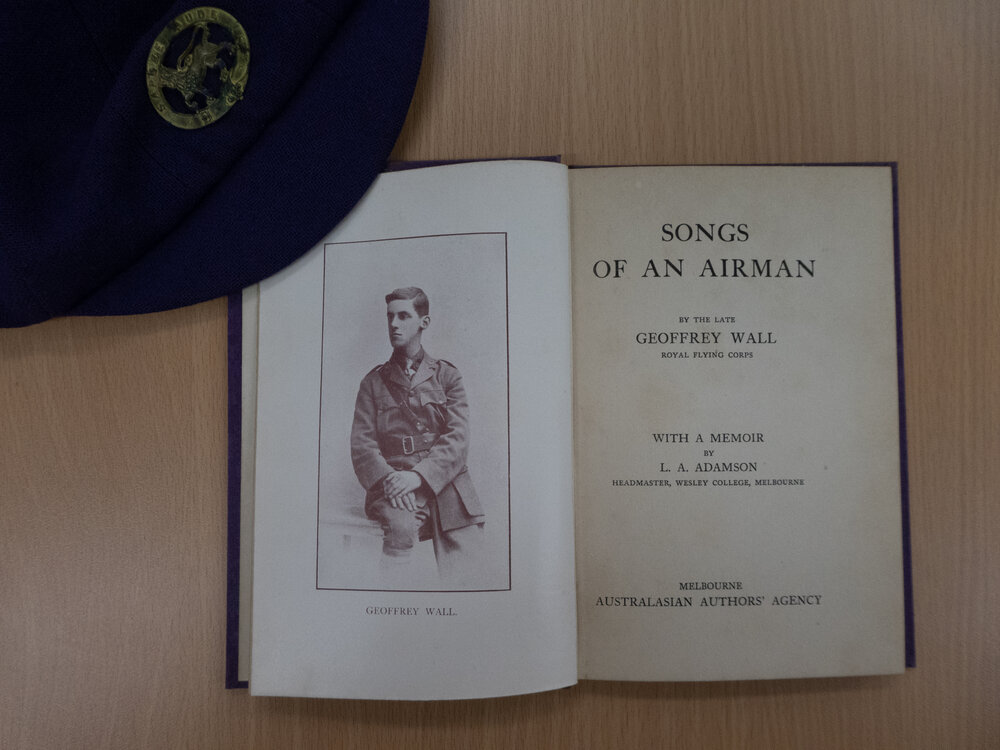 GEOFFREY WALL.
SONGS
OF AN AIRMAN
BY THE LATE
GEOFFREY WALL
ROYAL FLYING CORPS
WITH A MEMOIR
BY
L. A. ADAMSON
HEADMASTER, WESLEY COLLEGE, MELBOURNE
MELBOURNE
AUSTRALASIAN AUTHORS' AGENCY